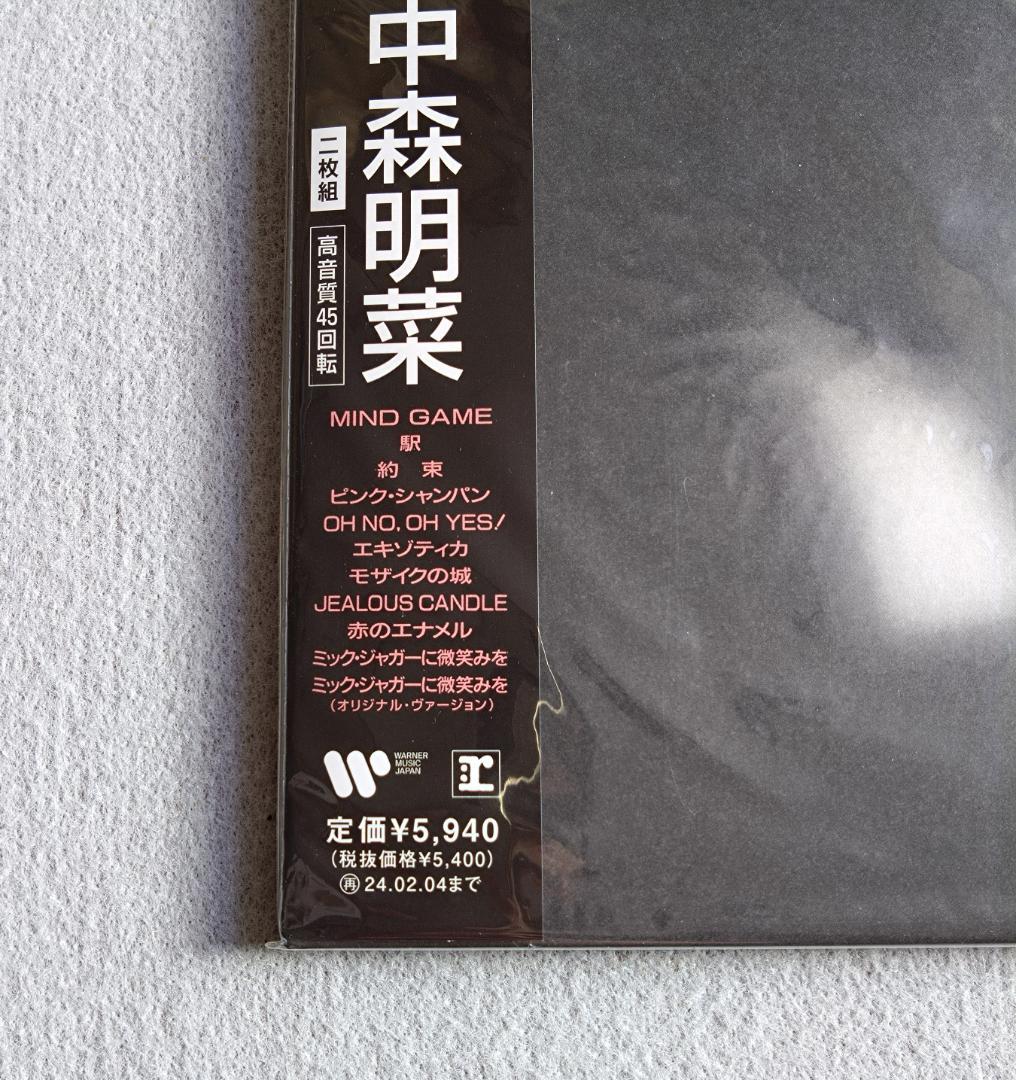 中森明菜
二枚組
高音質45回転
MIND GAME
駅
約 束
ピンク・シャンパン
OH NO, OH YES!
エキゾティカ
モザイクの城
JEALOUS CANDLE
赤のエナメル
ミック・ジャガーに微笑みを
ミック・ジャガーに微笑みを
(オリジナル・ヴァージョン)
WARNER
MUSIC
JAPAN
r
定価¥5,940
(税抜価格¥5,400)
再 24.02.04まで